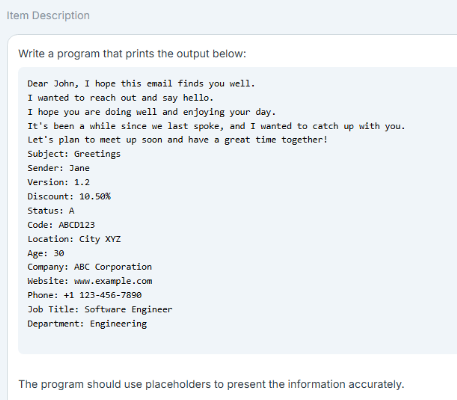 Item Description
Write a program that prints the output below:
Dear John, I hope this email finds you well.
I wanted to reach out and say hello.
I hope you are doing well and enjoying your day.
It's been a while since we last spoke, and I wanted to catch up with you.
Let's plan to meet up soon and have a great time together!
Subject: Greetings
Sender: Jane
Version: 1.2
Discount: 10.50%
Status: A
Code: ABCD123
Location: City XYZ
Age: 30
Company: ABC Corporation
Website: www.example.com
Phone: +1 123-456-7890
Job Title: Software Engineer
Department: Engineering
The program should use placeholders to present the information accurately.